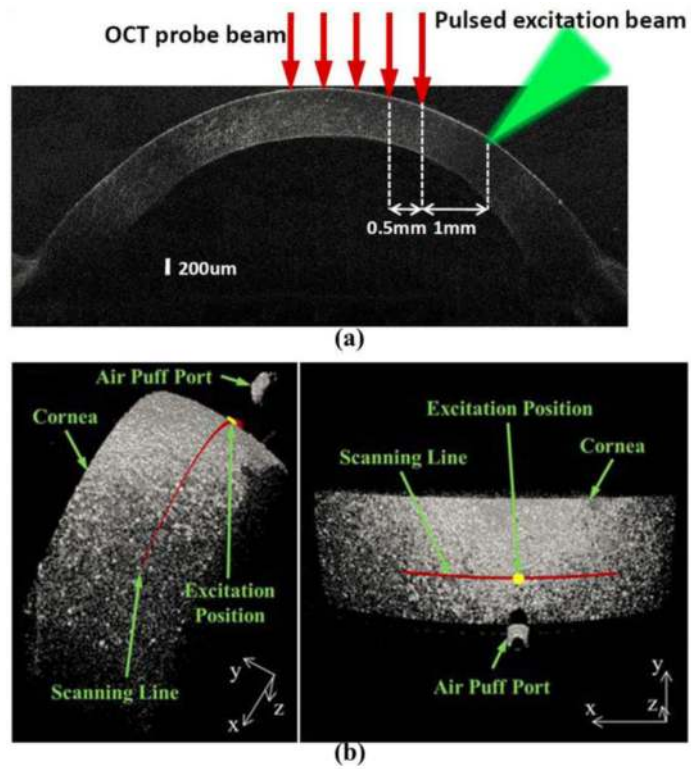 OCT probe beam
Pulsed excitation beam
0.5mm 1mm
200um
(a)
Air Puff Port
Cornea
Excitation Position
Scanning Line
y
z
x
Excitation Position
Cornea
Scanning Line
Air Puff Port
y
z
x
(b)